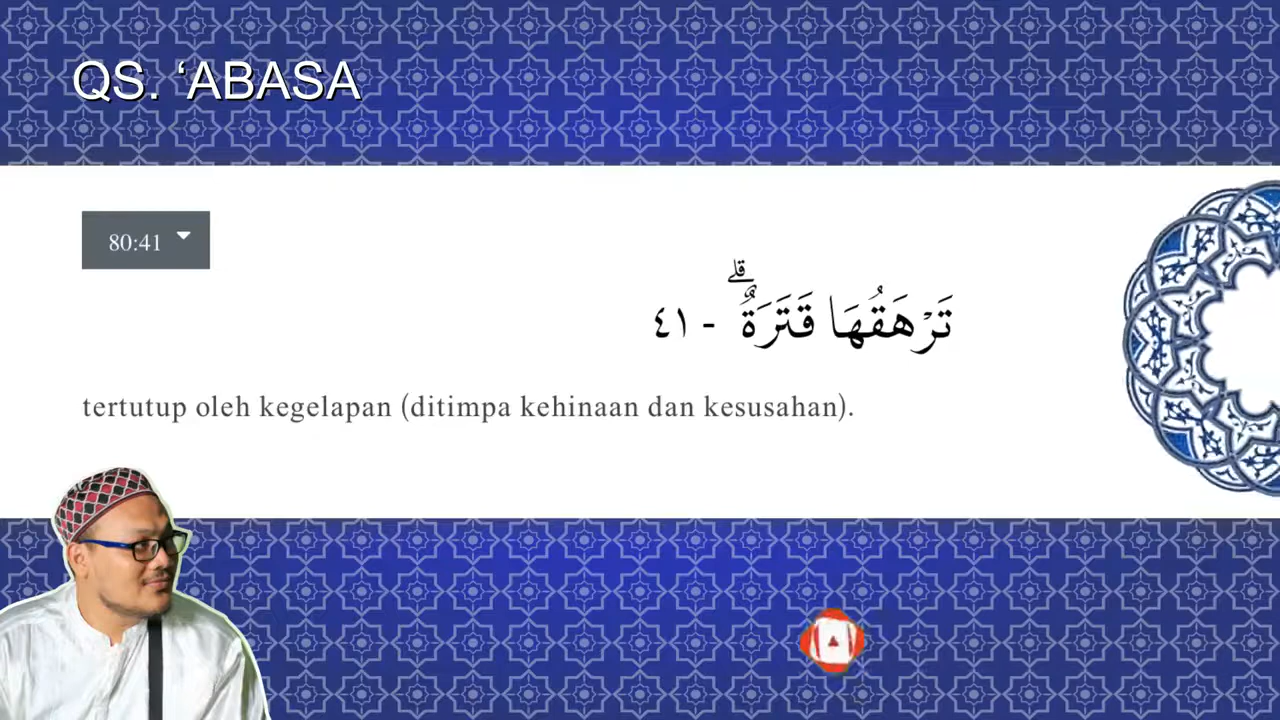 QS. ‘ABASA
80:41
تَرْهَقُهَا قَتَرَةٌ ۗ - ٤١
tertutup oleh kegelapan (ditimpa kehinaan dan kesusahan).